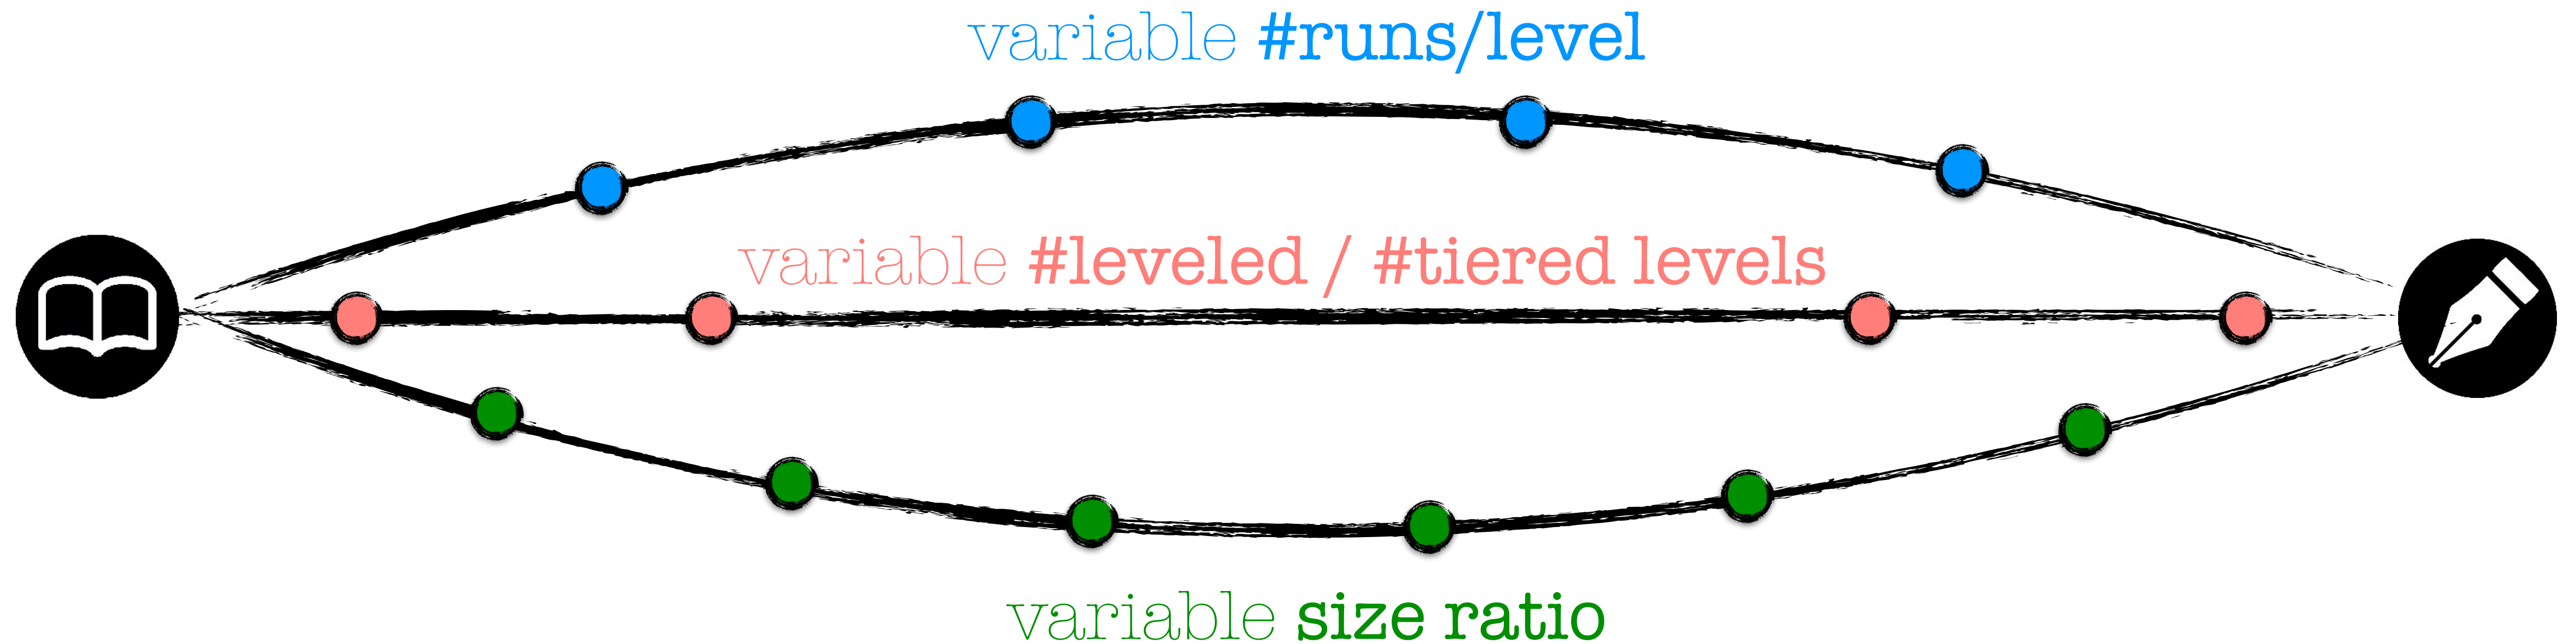 variable #runs/level
variable #leveled / #tiered levels
variable size ratio